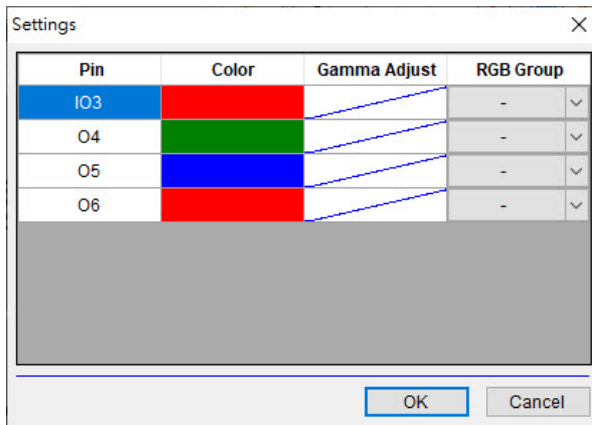 Settings
Pin Color Gamma Adjust RGB Group
IO3 -
O4 -
O5 -
O6 -
OK Cancel